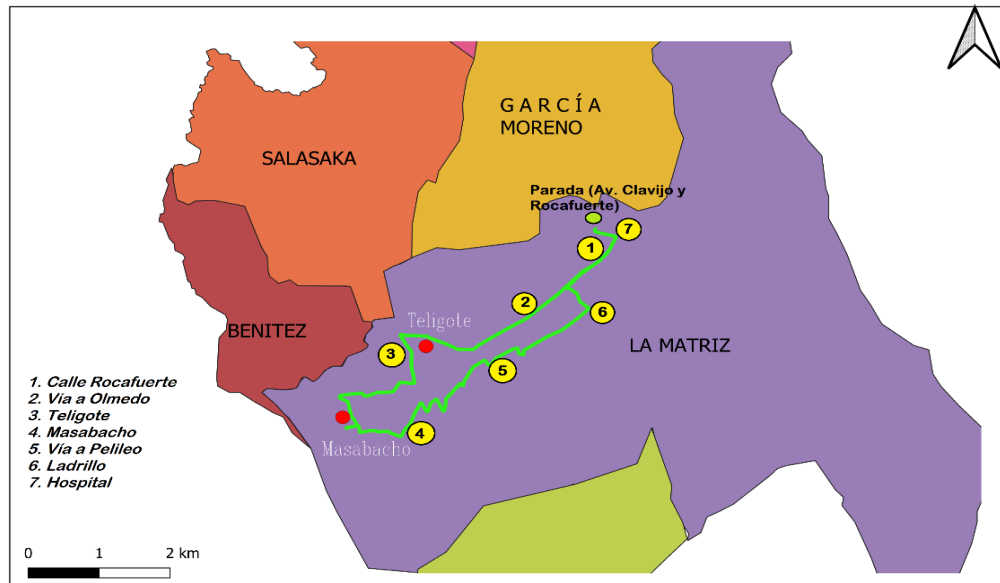 G A R C Í A
MORENO
SALASAKA
Parada (Av. Clavijo y
Rocafuerte)
7
1
2
6
Teligote
BENITEZ
LA MATRIZ
3
5
4
Masabacho
1. Calle Rocafuerte
2. Vía a Olmedo
3. Teligote
4. Masabacho
5. Vía a Pelileo
6. Ladrillo
7. Hospítal
0 1 2 km